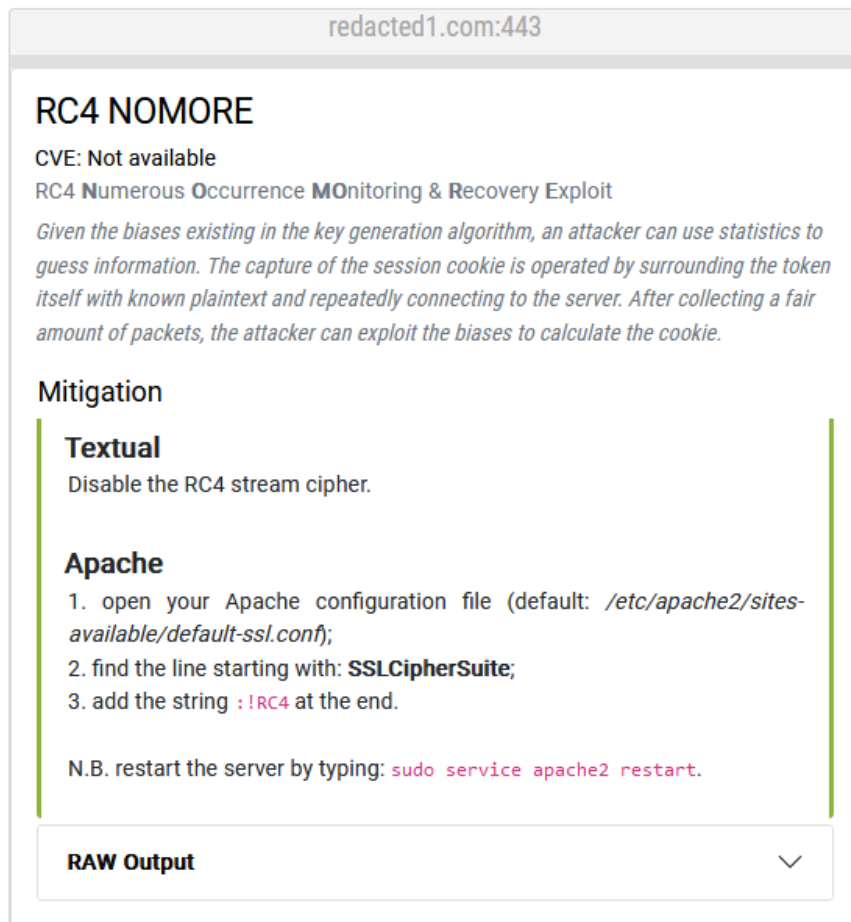 redacted1.com:443
RC4 NOMORE
CVE: Not available
RC4 Numerous Occurrence MOnitoring & Recovery Exploit
Given the biases existing in the key generation algorithm, an attacker can use statistics to
guess information. The capture of the session cookie is operated by surrounding the token
itself with known plaintext and repeatedly connecting to the server. After collecting a fair
amount of packets, the attacker can exploit the biases to calculate the cookie.
Mitigation
Textual
Disable the RC4 stream cipher.
Apache
1. open your Apache configuration file (default: /etc/apache2/sites-
available/default-ssl.conf);
2. find the line starting with: SSLCipherSuite;
3. add the string :!RC4 at the end.
N.B. restart the server by typing: sudo service apache2 restart.
RAW Output